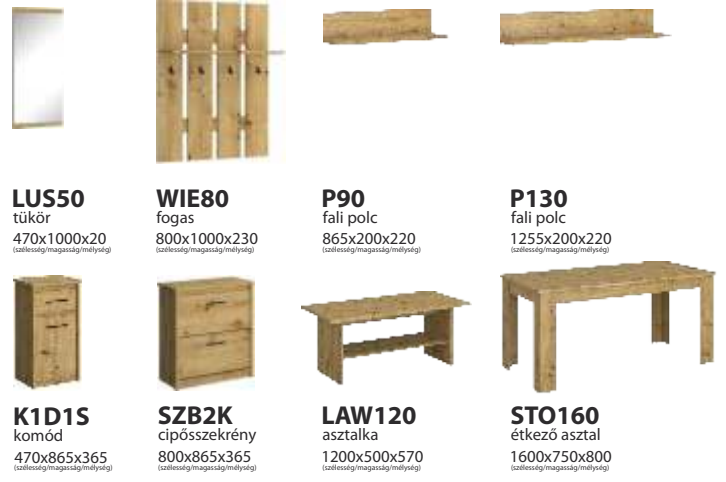 LUS50
tükör
470x1000x20
(szélesség/magasság/mélység)
WIE80
fogas
800x1000x230
(szélesség/magasság/mélység)
P90
fali polc
865x200x220
(szélesség/magasság/mélység)
P130
fali polc
1255x200x220
(szélesség/magasság/mélység)
K1D1S
komód
470x865x365
(szélesség/magasság/mélység)
SZB2K
cipősszekrény
800x865x365
(szélesség/magasság/mélység)
LAW120
asztalka
1200x500x570
(szélesség/magasság/mélység)
STO160
étkező asztal
1600x750x800
(szélesség/magasság/mélység)